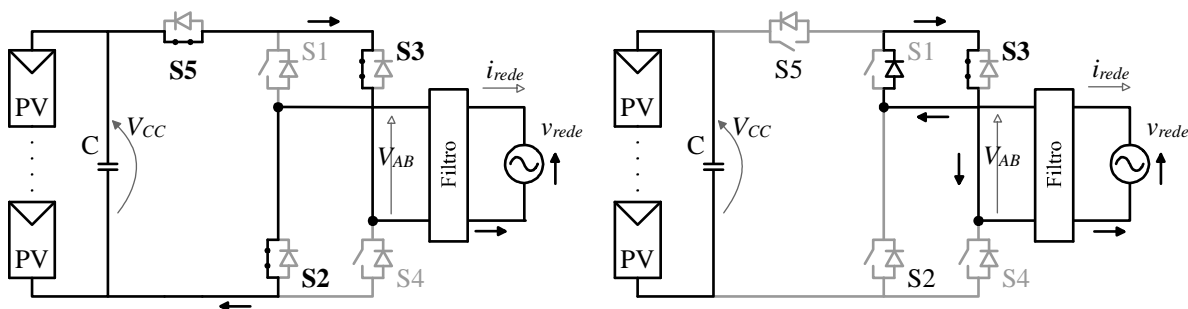 PV
PV
C
V_CC
S5
S1
S3
S2
S4
V_AB
Filtro
i_rede
v_rede
PV
PV
C
V_CC
S5
S1
S3
S2
S4
V_AB
Filtro
i_rede
v_rede